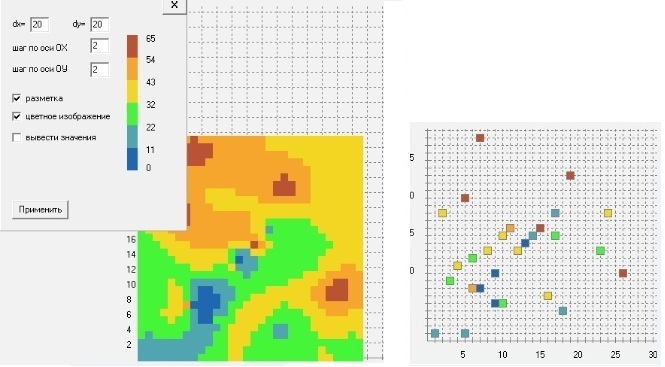 X
dx= 20 dy= 20
шаг по оси OX 2
шаг по оси OY 2
разметка
цветное изображение
вывести значения
Применить
65
54
43
32
22
11
0
16
14
12
10
8
6
4
2
5
0
5
0
5 10 15 20 25 30